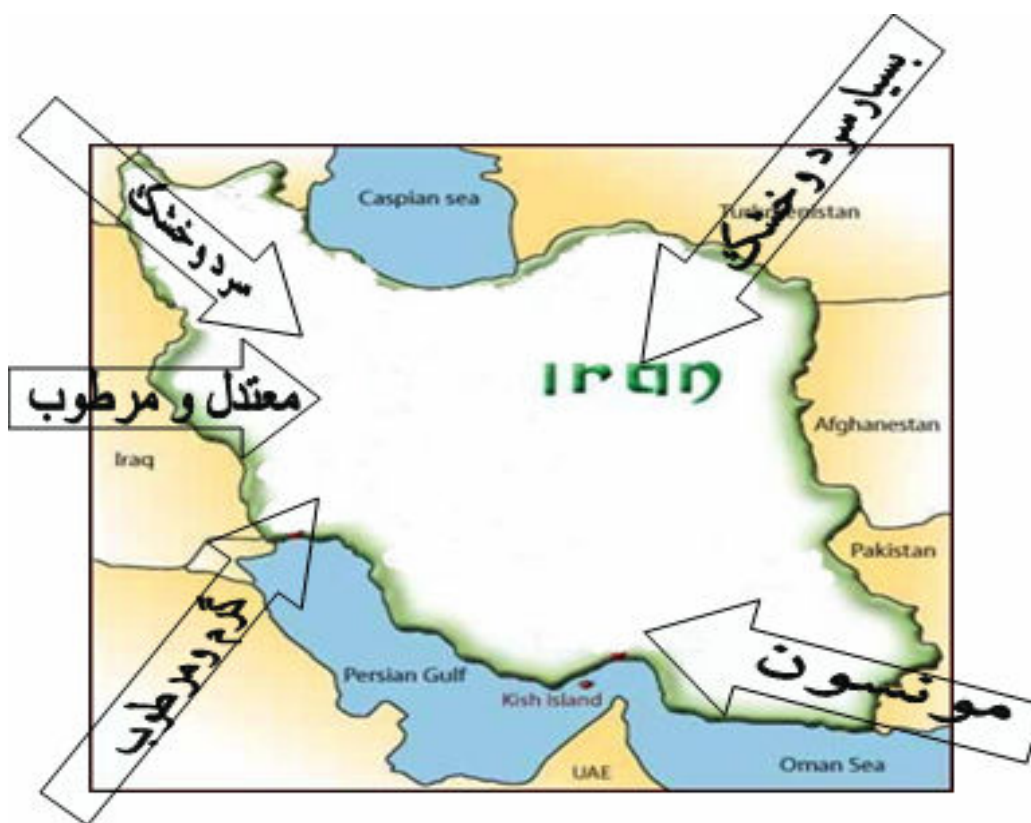 بسیار سرد و خشک
Caspian sea
Turkmenistan
سرد و خشک
Iran
معتدل و مرطوب
Afghanestan
Iraq
Pakistan
گرم و مرطوب
Persian Gulf
مونسون
Kish island
UAE
Oman Sea